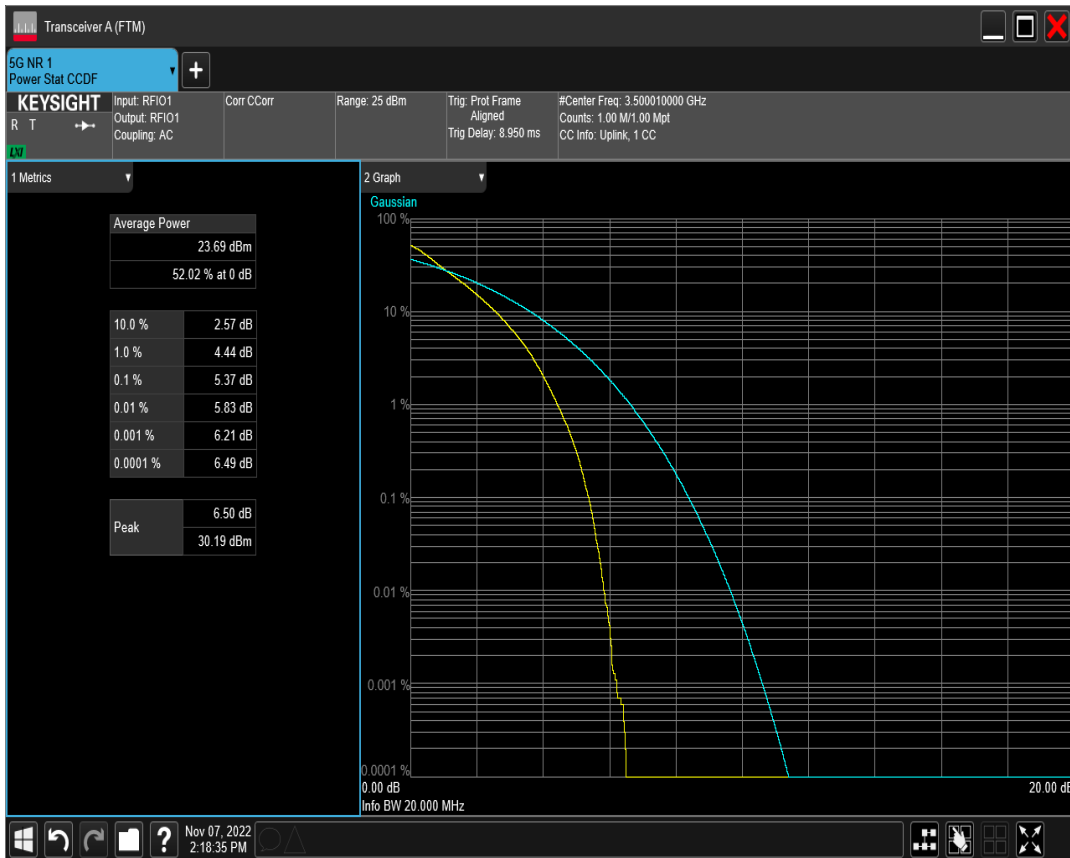 Transceiver A (FTM)
5G NR 1
Power Stat CCDF
+
KEYSIGHT
R T
LXI
Input: RFIO1
Output: RFIO1
Coupling: AC
Corr CCorr
Range: 25 dBm
Trig: Prot Frame
Aligned
Trig Delay: 8.950 ms
#Center Freq: 3.500010000 GHz
Counts: 1.00 M/1.00 Mpt
CC Info: Uplink, 1 CC
1 Metrics
Average Power
23.69 dBm
52.02 % at 0 dB
10.0 % 2.57 dB
1.0 % 4.44 dB
0.1 % 5.37 dB
0.01 % 5.83 dB
0.001 % 6.21 dB
0.0001 % 6.49 dB
Peak
6.50 dB
30.19 dBm
2 Graph
Gaussian
100 %
10 %
1 %
0.1 %
0.01 %
0.001 %
0.0001 %
0.00 dB
20.00 dB
Info BW 20.000 MHz
?
Nov 07, 2022
2:18:35 PM